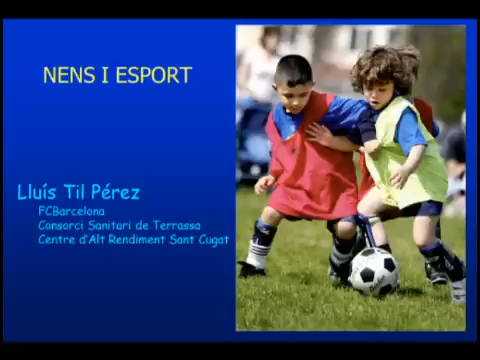 NENS I ESPORT
Lluís Til Pérez
FCBarcelona
Consorci Sanitari de Terrassa
Centre d'Alt Rendiment Sant Cugat